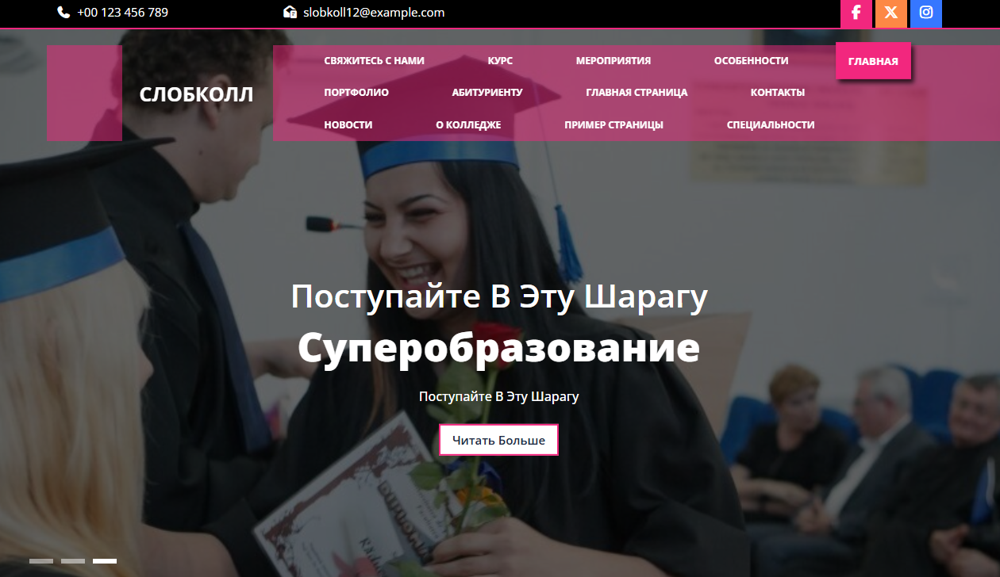 +00 123 456 789 slobkoll12@example.com
СЛОБКОЛЛ
СВЯЖИТЕСЬ С НАМИ КУРС МЕРОПРИЯТИЯ ОСОБЕННОСТИ ГЛАВНАЯ
ПОРТФОЛИО АБИТУРИЕНТУ ГЛАВНАЯ СТРАНИЦА КОНТАКТЫ
НОВОСТИ О КОЛЛЕДЖЕ ПРИМЕР СТРАНИЦЫ СПЕЦИАЛЬНОСТИ
Поступайте В Эту Шарагу
Суперобразование
Поступайте В Эту Шарагу
Читать Больше